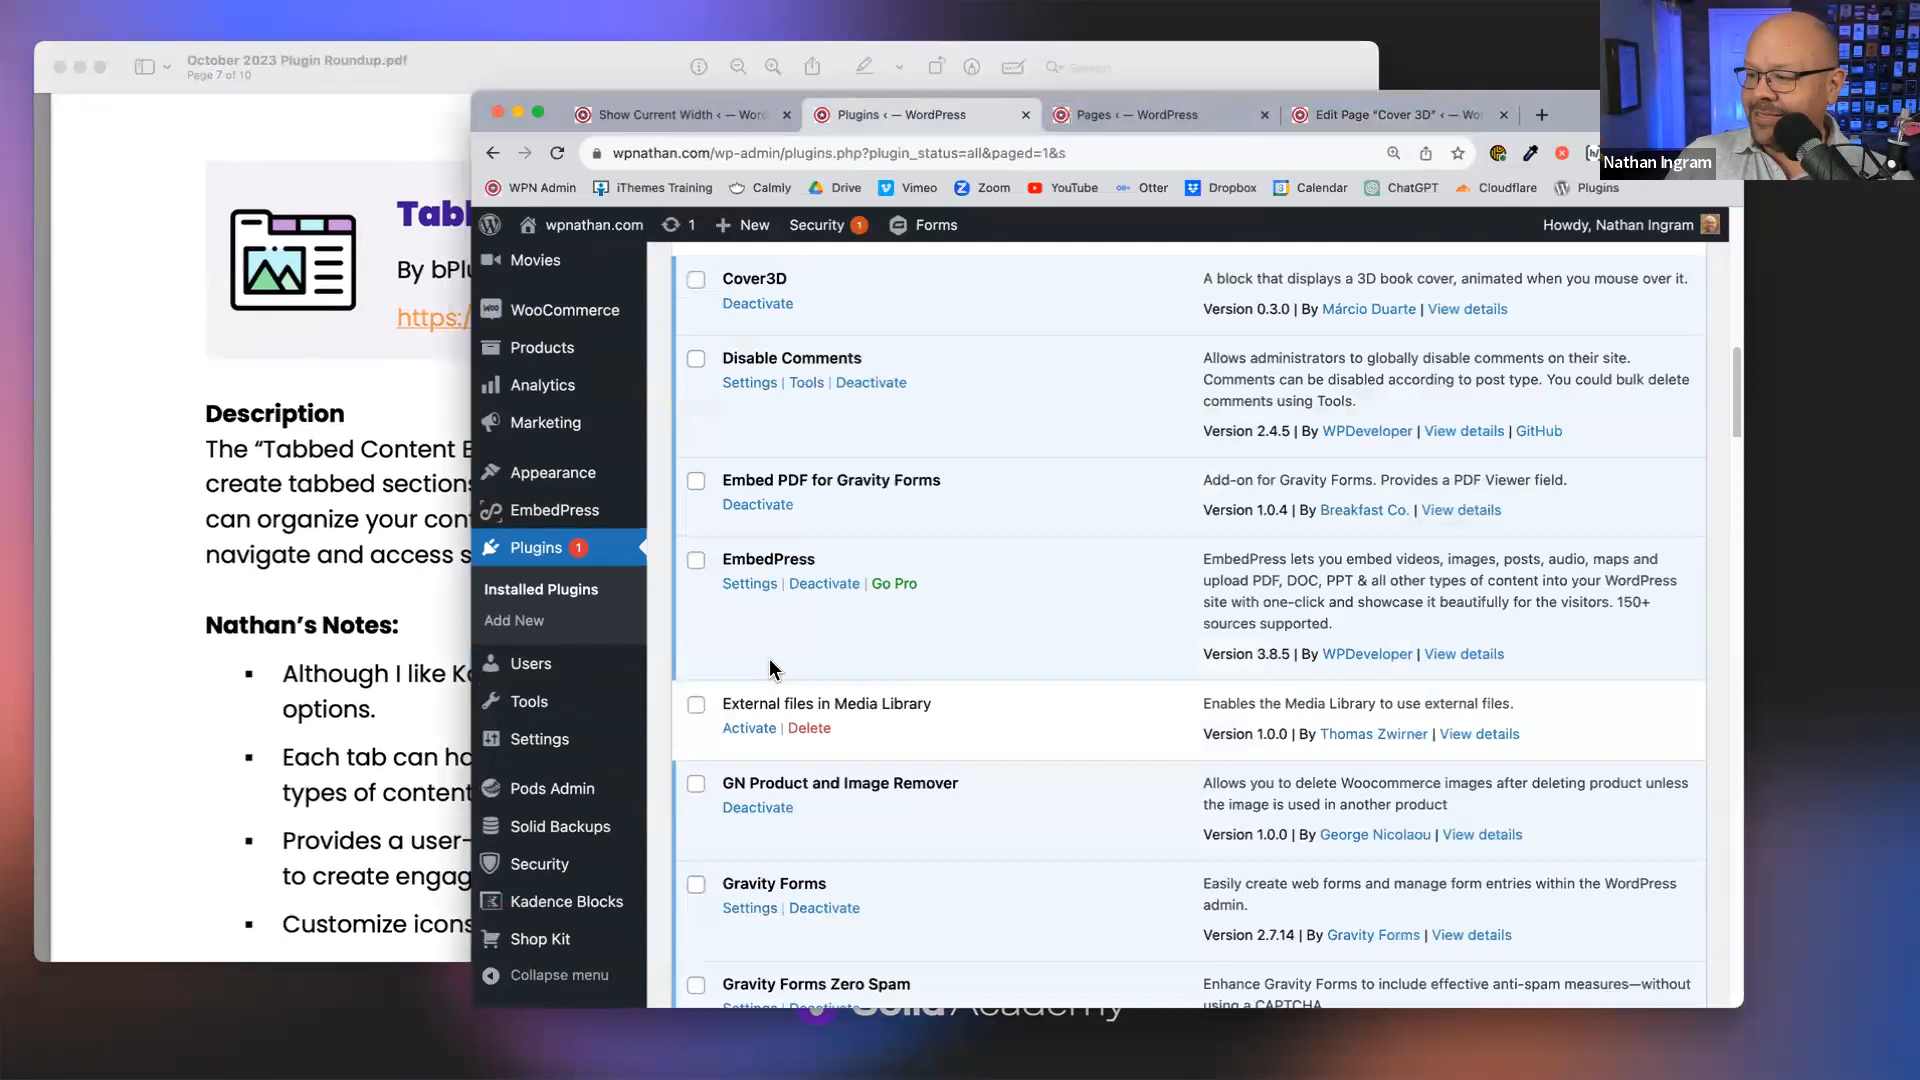 October 2023 Plugin Roundup.pdf
Page 7 of 10
Search
By bPlu
https:/
Description
The “Tabbed Content B
create tabbed sections
can organize your con
navigate and access s
Nathan’s Notes:
Although I like K
options.
Each tab can ha
types of content
Provides a user-
to create engag
Customize icons
Show Current Width ‹ — Word
Plugins ‹ — WordPress
Pages ‹ — WordPress
Edit Page “Cover 3D” ‹ — Wo
wpnathan.com/wp-admin/plugins.php?plugin_status=all&paged=1&s
Nathan Ingram
WPN Admin
iThemes Training
Calmly
Drive
Vimeo
Zoom
YouTube
Otter
Dropbox
Calendar
ChatGPT
Cloudflare
Plugins
wpnathan.com
1
New
Security 1
Forms
Howdy, Nathan Ingram
Movies
WooCommerce
Products
Analytics
Marketing
Appearance
EmbedPress
Plugins 1
Installed Plugins
Add New
Users
Tools
Settings
Pods Admin
Solid Backups
Security
Kadence Blocks
Shop Kit
Collapse menu
Cover3D
Deactivate
A block that displays a 3D book cover, animated when you mouse over it.
Version 0.3.0 | By Márcio Duarte | View details
Disable Comments
Settings | Tools | Deactivate
Allows administrators to globally disable comments on their site.
Comments can be disabled according to post type. You could bulk delete
comments using Tools.
Version 2.4.5 | By WPDeveloper | View details | GitHub
Embed PDF for Gravity Forms
Deactivate
Add-on for Gravity Forms. Provides a PDF Viewer field.
Version 1.0.4 | By Breakfast Co. | View details
EmbedPress
Settings | Deactivate | Go Pro
EmbedPress lets you embed videos, images, posts, audio, maps and
upload PDF, DOC, PPT & all other types of content into your WordPress
site with one-click and showcase it beautifully for the visitors. 150+
sources supported.
Version 3.8.5 | By WPDeveloper | View details
External files in Media Library
Activate | Delete
Enables the Media Library to use external files.
Version 1.0.0 | By Thomas Zwirner | View details
GN Product and Image Remover
Deactivate
Allows you to delete Woocommerce images after deleting product unless
the image is used in another product
Version 1.0.0 | By George Nicolaou | View details
Gravity Forms
Settings | Deactivate
Easily create web forms and manage form entries within the WordPress
admin.
Version 2.7.14 | By Gravity Forms | View details
Gravity Forms Zero Spam
Settings | Deactivate
Enhance Gravity Forms to include effective anti-spam measures—without
using a CAPTCHA
Solid Academy